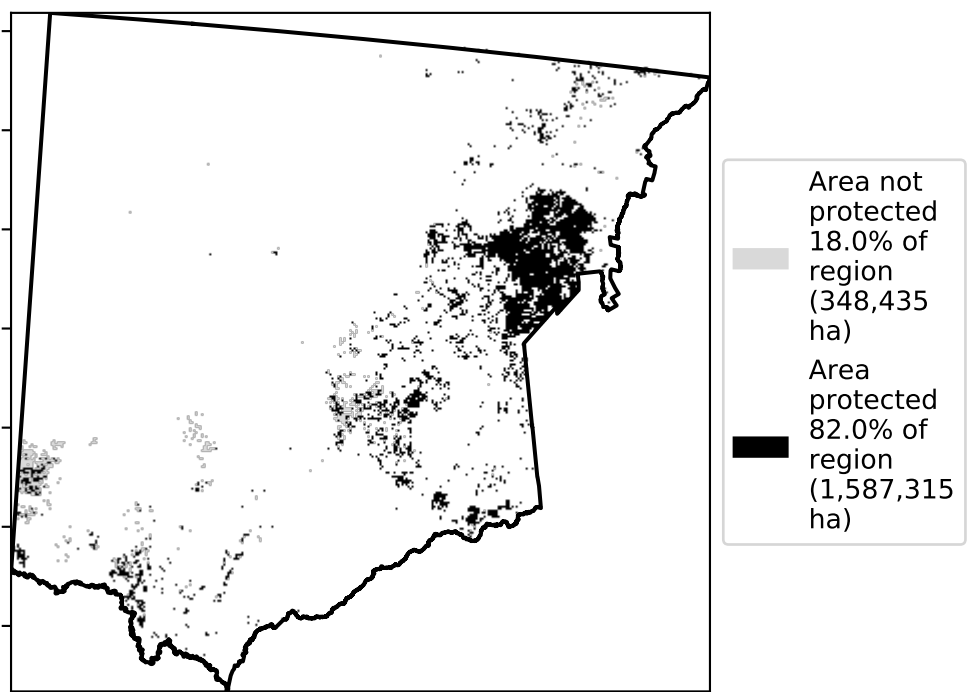 Area not
protected
18.0% of
region
(348,435
ha)
Area
protected
82.0% of
region
(1,587,315
ha)